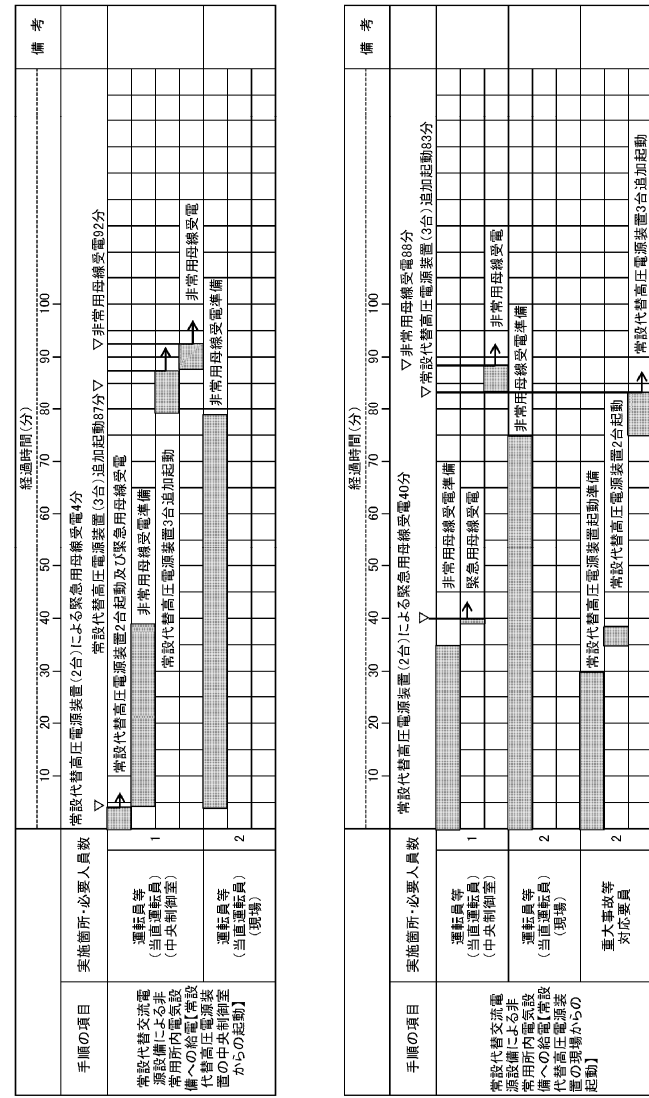 手順の項目
実施箇所・必要人員数
経過時間(分)
備考
10 20 30 40 50 60 70 80 90 100
常設代替高圧電源装置(2台)による緊急用母線受電4分
常設代替高圧電源装置(3台)追加起動87分
非常用母線受電92分
常設代替交流電
源設備による非
常用所内電気設
備への給電【常設
代替高圧電源装
置の中央制御室
からの起動】
運転員等
(当直運転員)
(中央制御室)
1
常設代替高圧電源装置2台起動及び緊急用母線受電
非常用母線受電準備
常設代替高圧電源装置3台追加起動
非常用母線受電
運転員等
(当直運転員)
(現場)
2
非常用母線受電準備
手順の項目
実施箇所・必要人員数
経過時間(分)
備考
10 20 30 40 50 60 70 80 90 100
常設代替高圧電源装置(2台)による緊急用母線受電40分
非常用母線受電88分
常設代替高圧電源装置(3台)追加起動83分
常設代替交流電
源設備による非
常用所内電気設
備への給電【常設
代替高圧電源装
置の現場からの
起動】
運転員等
(当直運転員)
(中央制御室)
1
非常用母線受電準備
緊急用母線受電
非常用母線受電
運転員等
(当直運転員)
(現場)
2
非常用母線受電準備
重大事故等
対応要員
2
常設代替高圧電源装置起動準備
常設代替高圧電源装置2台起動
常設代替高圧電源装置3台追加起動